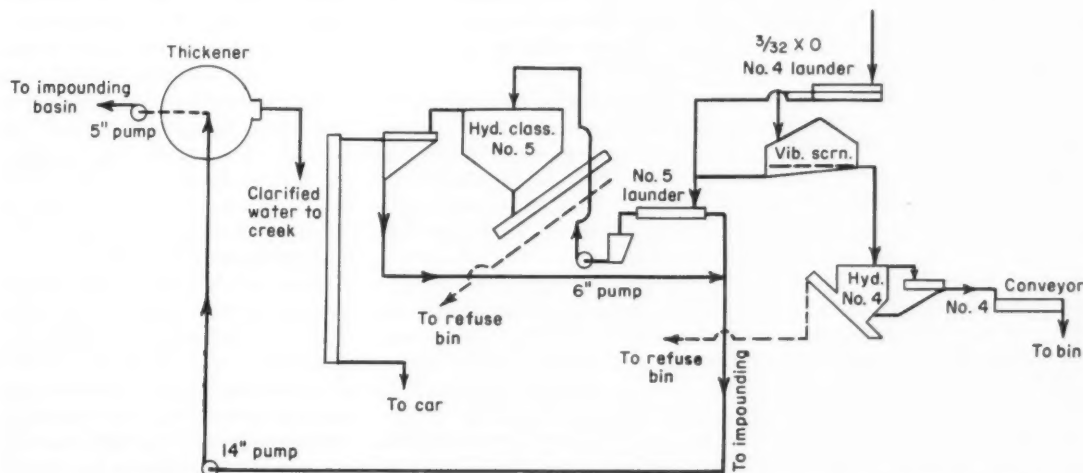 Thickener
To impounding
basin
5" pump
Clarified
water to
creek
Hyd. class.
No. 5
3/32 X 0
No. 4 launder
Vib. scrn.
No. 5
launder
6" pump
To refuse
bin
Hyd.
No. 4
No. 4
Conveyor
To bin
To refuse
bin
To car
To impounding
14" pump